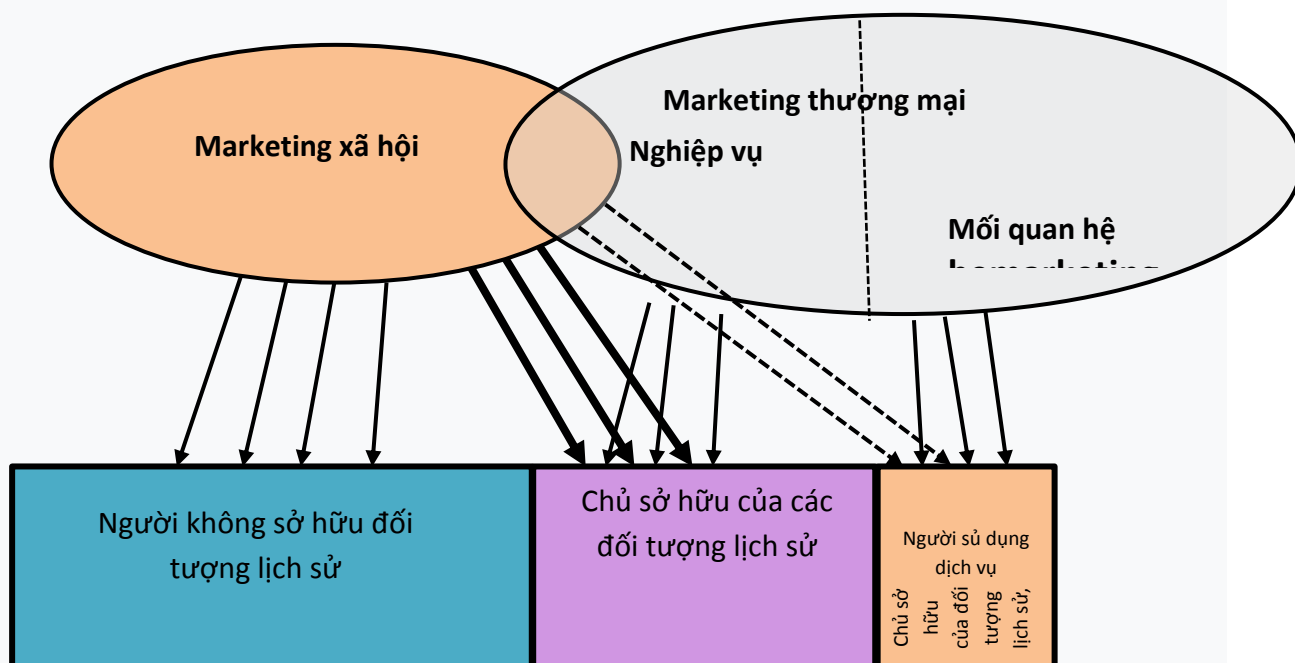 Marketing xã hội
Marketing thương mại
Nghiệp vụ
Mối quan hệ
Người không sở hữu đối
tượng lịch sử
Chủ sở hữu của các
đối tượng lịch sử
Người sủ dụng
dịch vụ
Chủ sở
hữu
của đối
tượng
lịch sử,